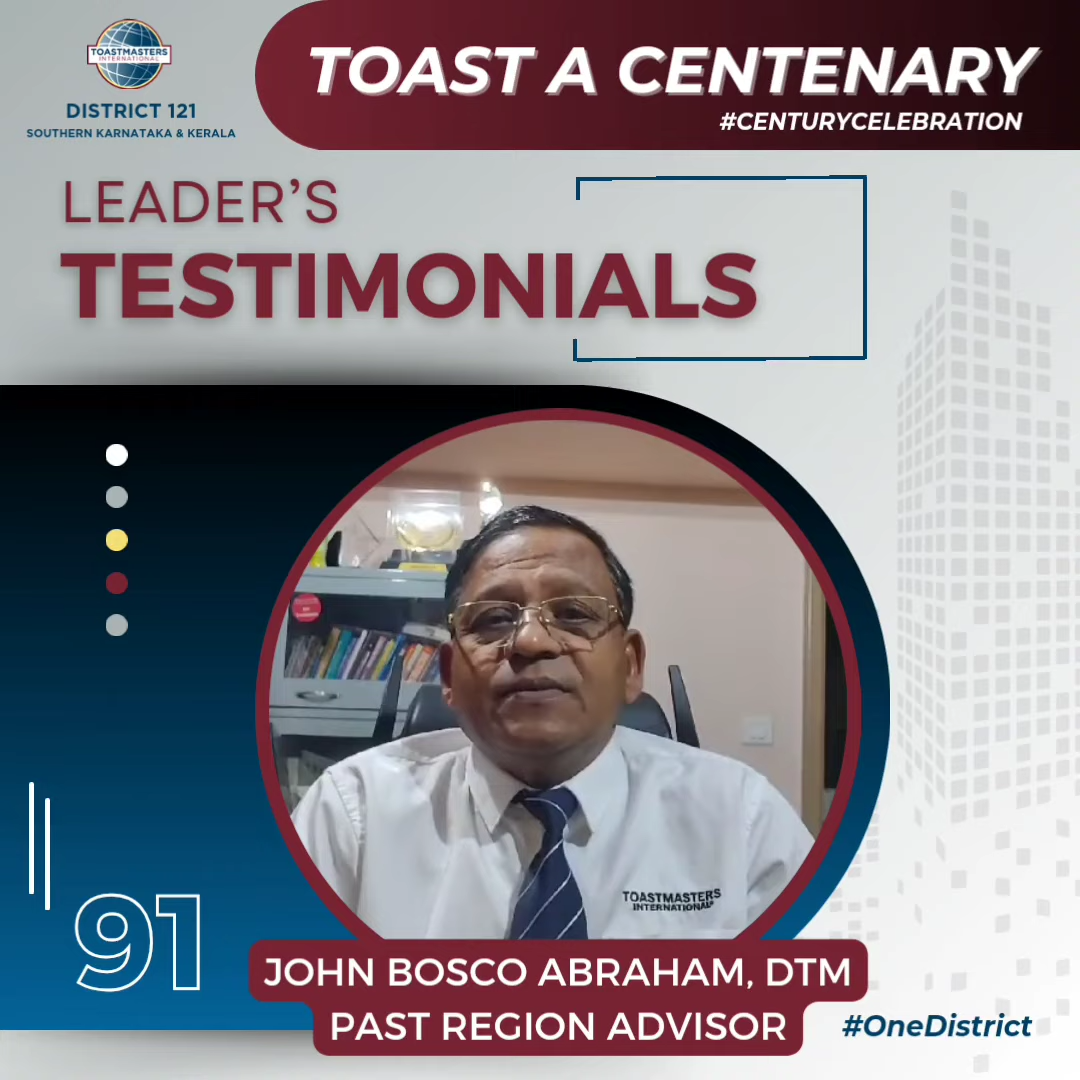 TOASTMASTERS
INTERNATIONAL
DISTRICT 121
SOUTHERN KARNATAKA & KERALA
TOAST A CENTENARY
#CENTURYCELEBRATION
LEADER’S
TESTIMONIALS
TOASTMASTERS
INTERNATIONAL
91
JOHN BOSCO ABRAHAM, DTM
PAST REGION ADVISOR
#OneDistrict